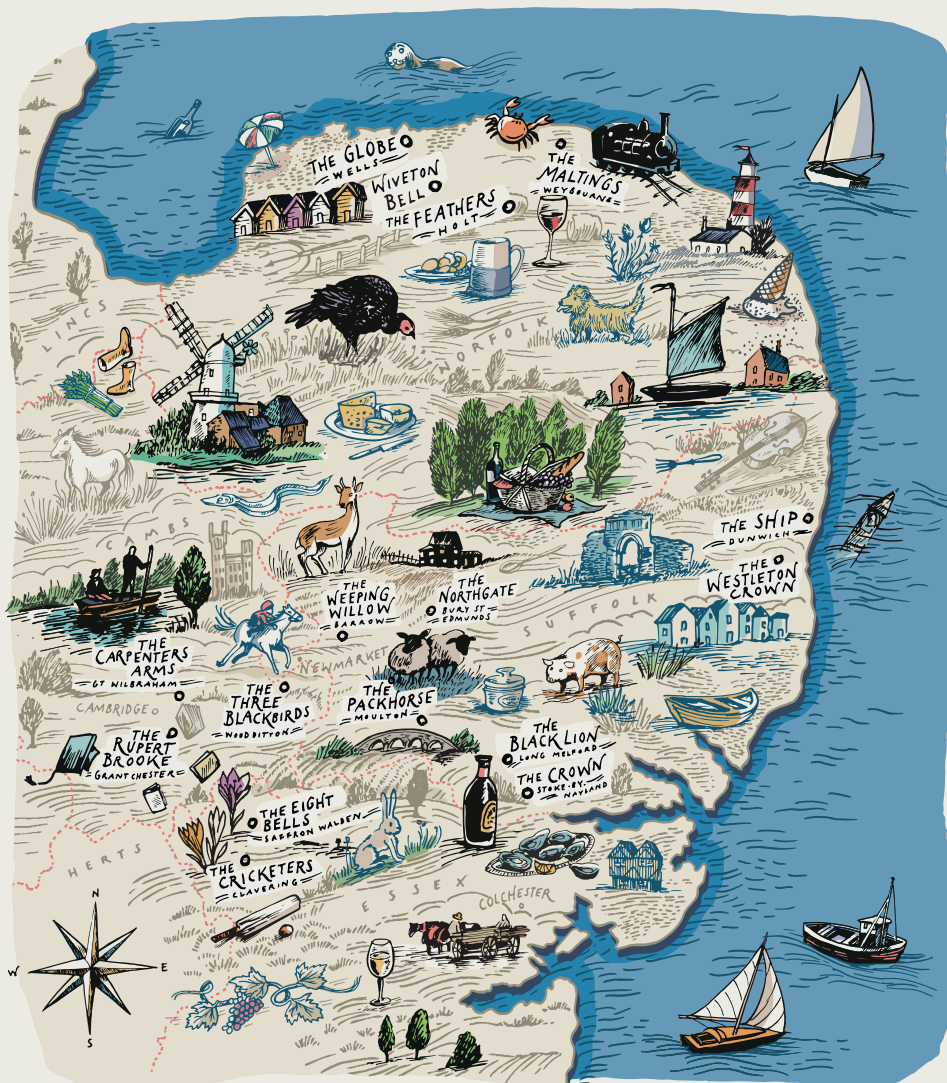 THE GLOBE
WELLS
WIVETON
BELL
THE FEATHERS
HOLT
THE
MALTINGS
WEYBOURNE
LINCS
NORFOLK
CAMBS
THE SHIP
DUNWICH
THE
WESTLETON
CROWN
THE
WEEPING
WILLOW
BARROW
THE
NORTHGATE
BURY ST
EDMUNDS
SUFFOLK
THE
CARPENTERS
ARMS
GT WILBRAHAM
NEWMARKET
CAMBRIDGE
THE
THREE
BLACKBIRDS
WOODDITTON
THE
PACKHORSE
MOULTON
THE
RUPERT
BROOKE
GRANTCHESTER
THE
BLACK LION
LONG MELFORD
THE CROWN
STOKE-BY-
NAYLAND
THE EIGHT
BELLS
SAFFRON WALDEN
THE
CRICKETERS
CLAVERING
HERTS
ESSEX
COLCHESTER
N
W
E
S